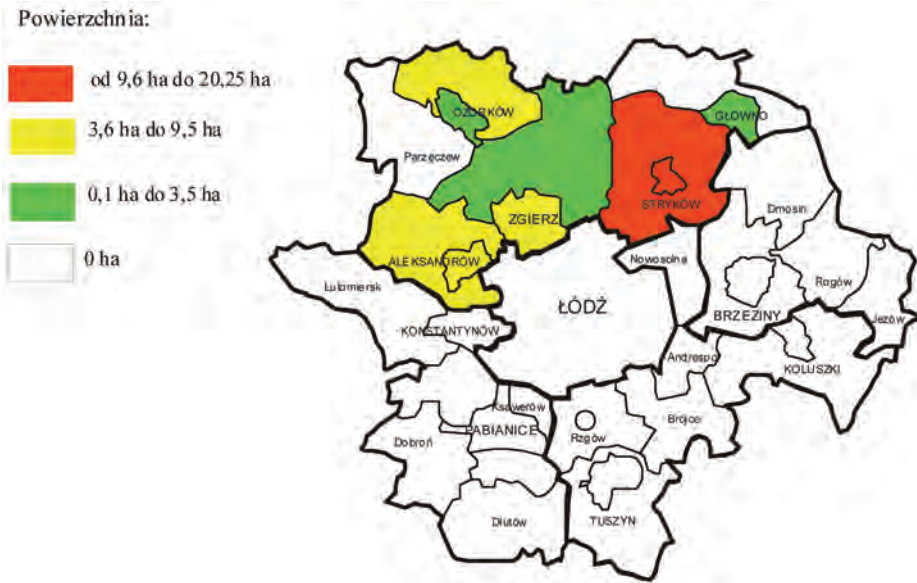 Powierzchnia:
od 9,6 ha do 20,25 ha
3,6 ha do 9,5 ha
0,1 ha do 3,5 ha
0 ha
OZORKÓW
GŁOWNO
Parzęczew
STRYKÓW
ZGIERZ
Dmosin
ALEKSANDRÓW
Nowosolna
Lutomiersk
Rogów
ŁÓDŹ
BRZEZINY
Jeżów
KONSTANTYNÓW
Andrespol
KOLUSZKI
Ksawerów
Brójce
PABIANICE
Rzgów
Dobroń
Dłutów
TUSZYN